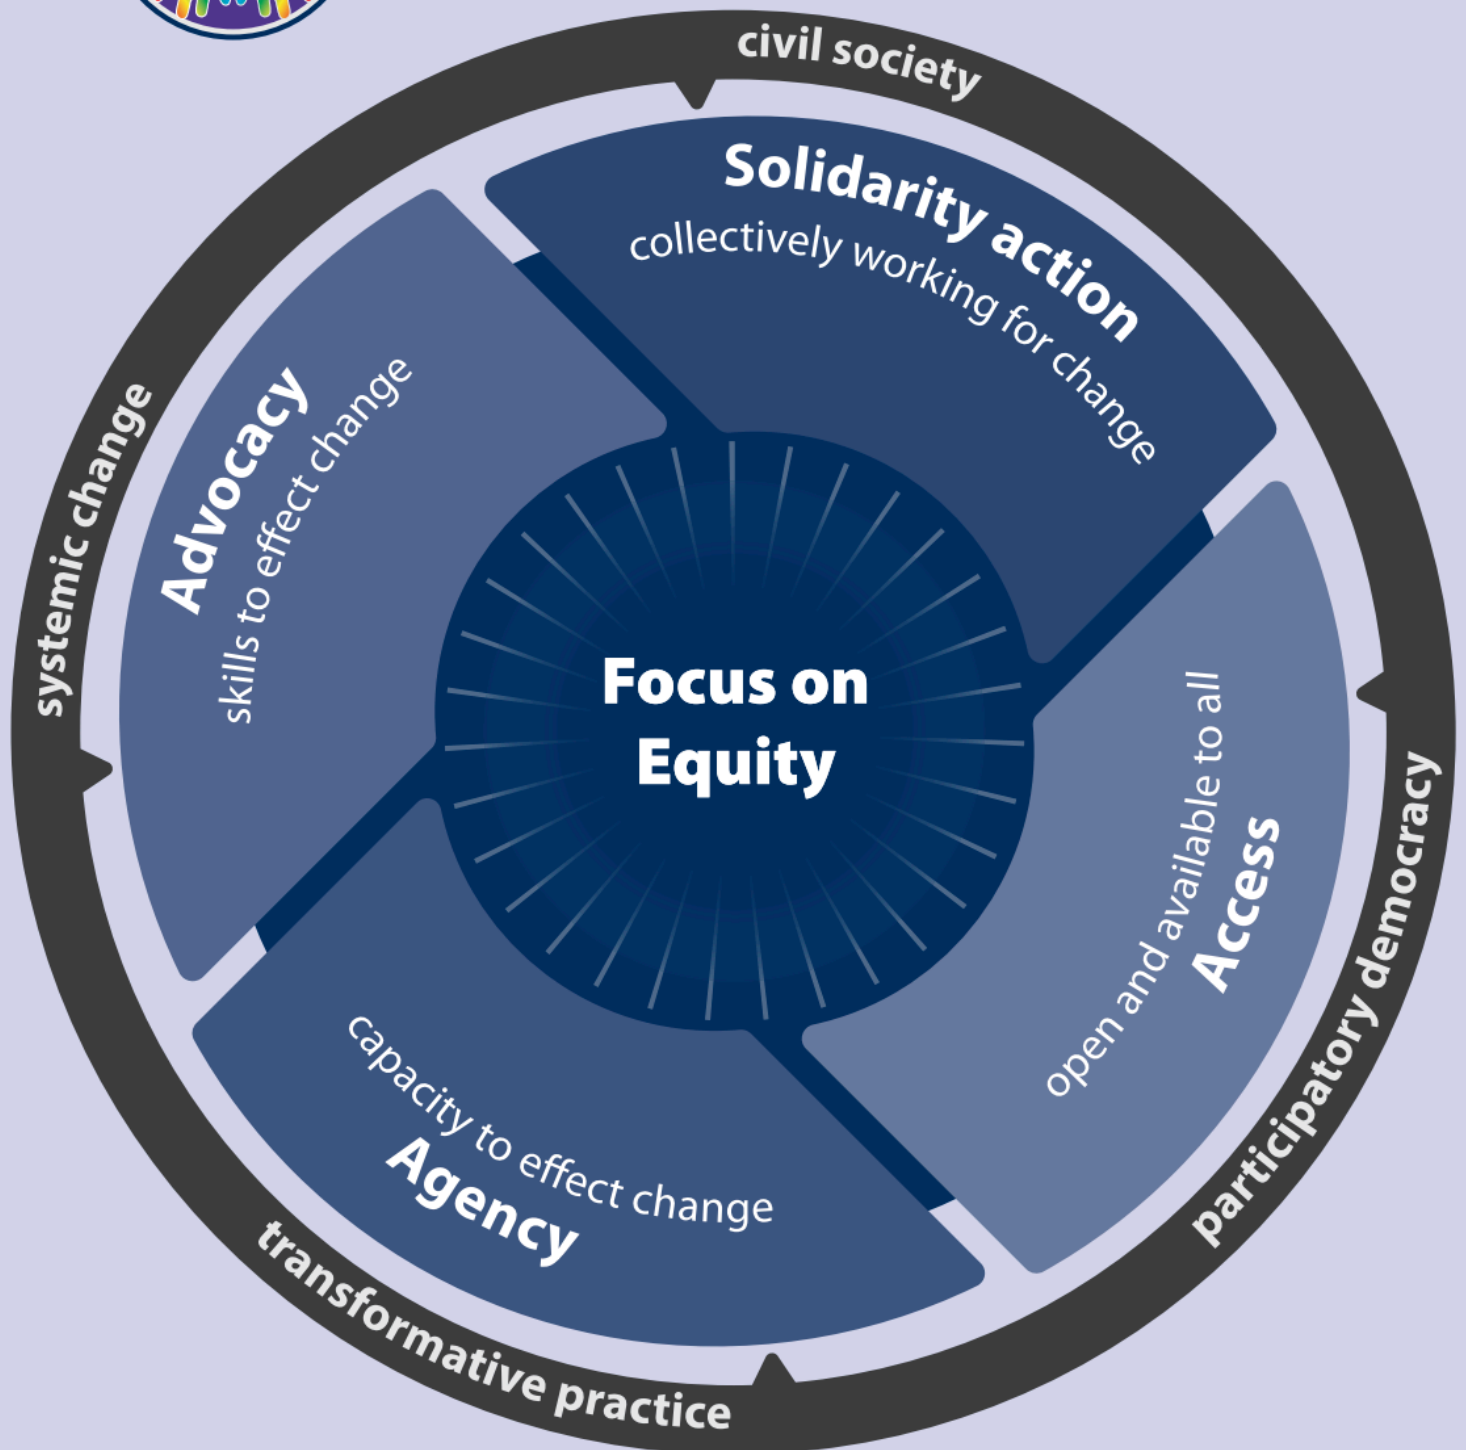 civil society
Solidarity action
collectively working for change
Advocacy
skills to effect change
systemic change
Focus on
Equity
open and available to all
Access
participatory democracy
capacity to effect change
Agency
transformative practice